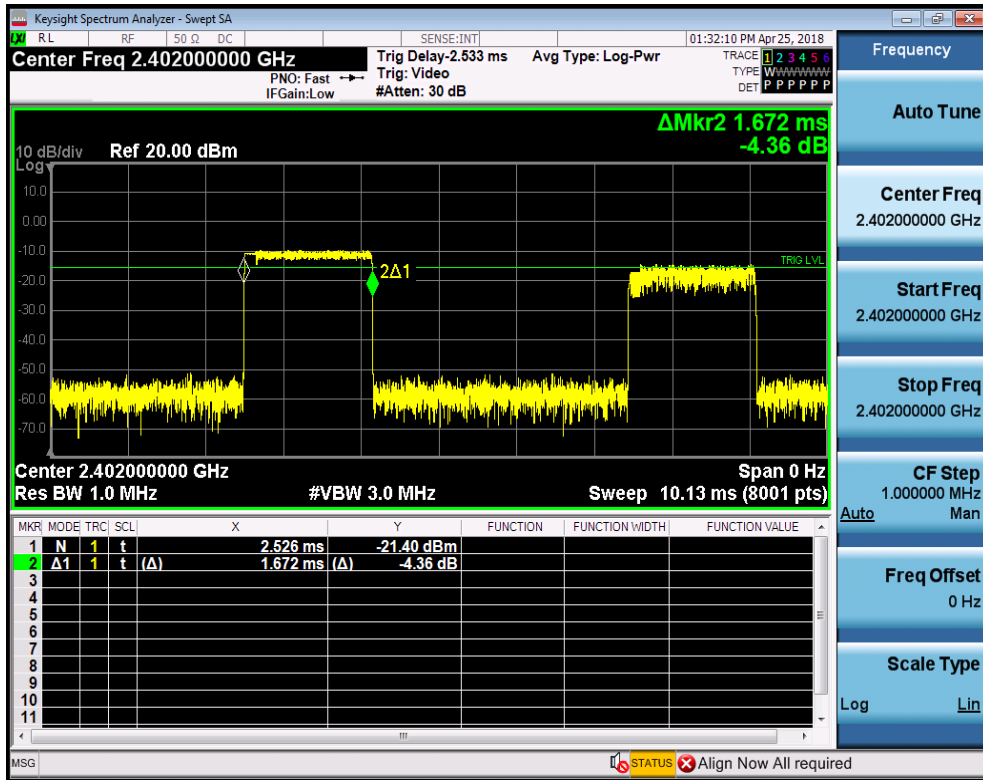 Keysight Spectrum Analyzer - Swept SA
LXI RL RF 50 Ω DC SENSE:INT 01:32:10 PM Apr 25, 2018
Center Freq 2.402000000 GHz
PNO: Fast
IFGain:Low
Trig Delay-2.533 ms
Trig: Video
#Atten: 30 dB
Avg Type: Log-Pwr
TRACE 1 2 3 4 5 6
TYPE WWWWWW
DET P P P P P P
ΔMkr2 1.672 ms
-4.36 dB
10 dB/div Ref 20.00 dBm
Log
10.0
0.00
-10.0
-20.0
-30.0
-40.0
-50.0
-60.0
-70.0
2Δ1
TRIG LVL
Center 2.402000000 GHz Span 0 Hz
Res BW 1.0 MHz #VBW 3.0 MHz Sweep 10.13 ms (8001 pts)
MKR MODE TRC SCL X Y FUNCTION FUNCTION WIDTH FUNCTION VALUE
1 N 1 t 2.526 ms -21.40 dBm
2 Δ1 1 t (Δ) 1.672 ms (Δ) -4.36 dB
3
4
5
6
7
8
9
10
11
MSG STATUS Align Now All required
Frequency
Auto Tune
Center Freq
2.402000000 GHz
Start Freq
2.402000000 GHz
Stop Freq
2.402000000 GHz
CF Step
1.000000 MHz
Auto Man
Freq Offset
0 Hz
Scale Type
Log Lin